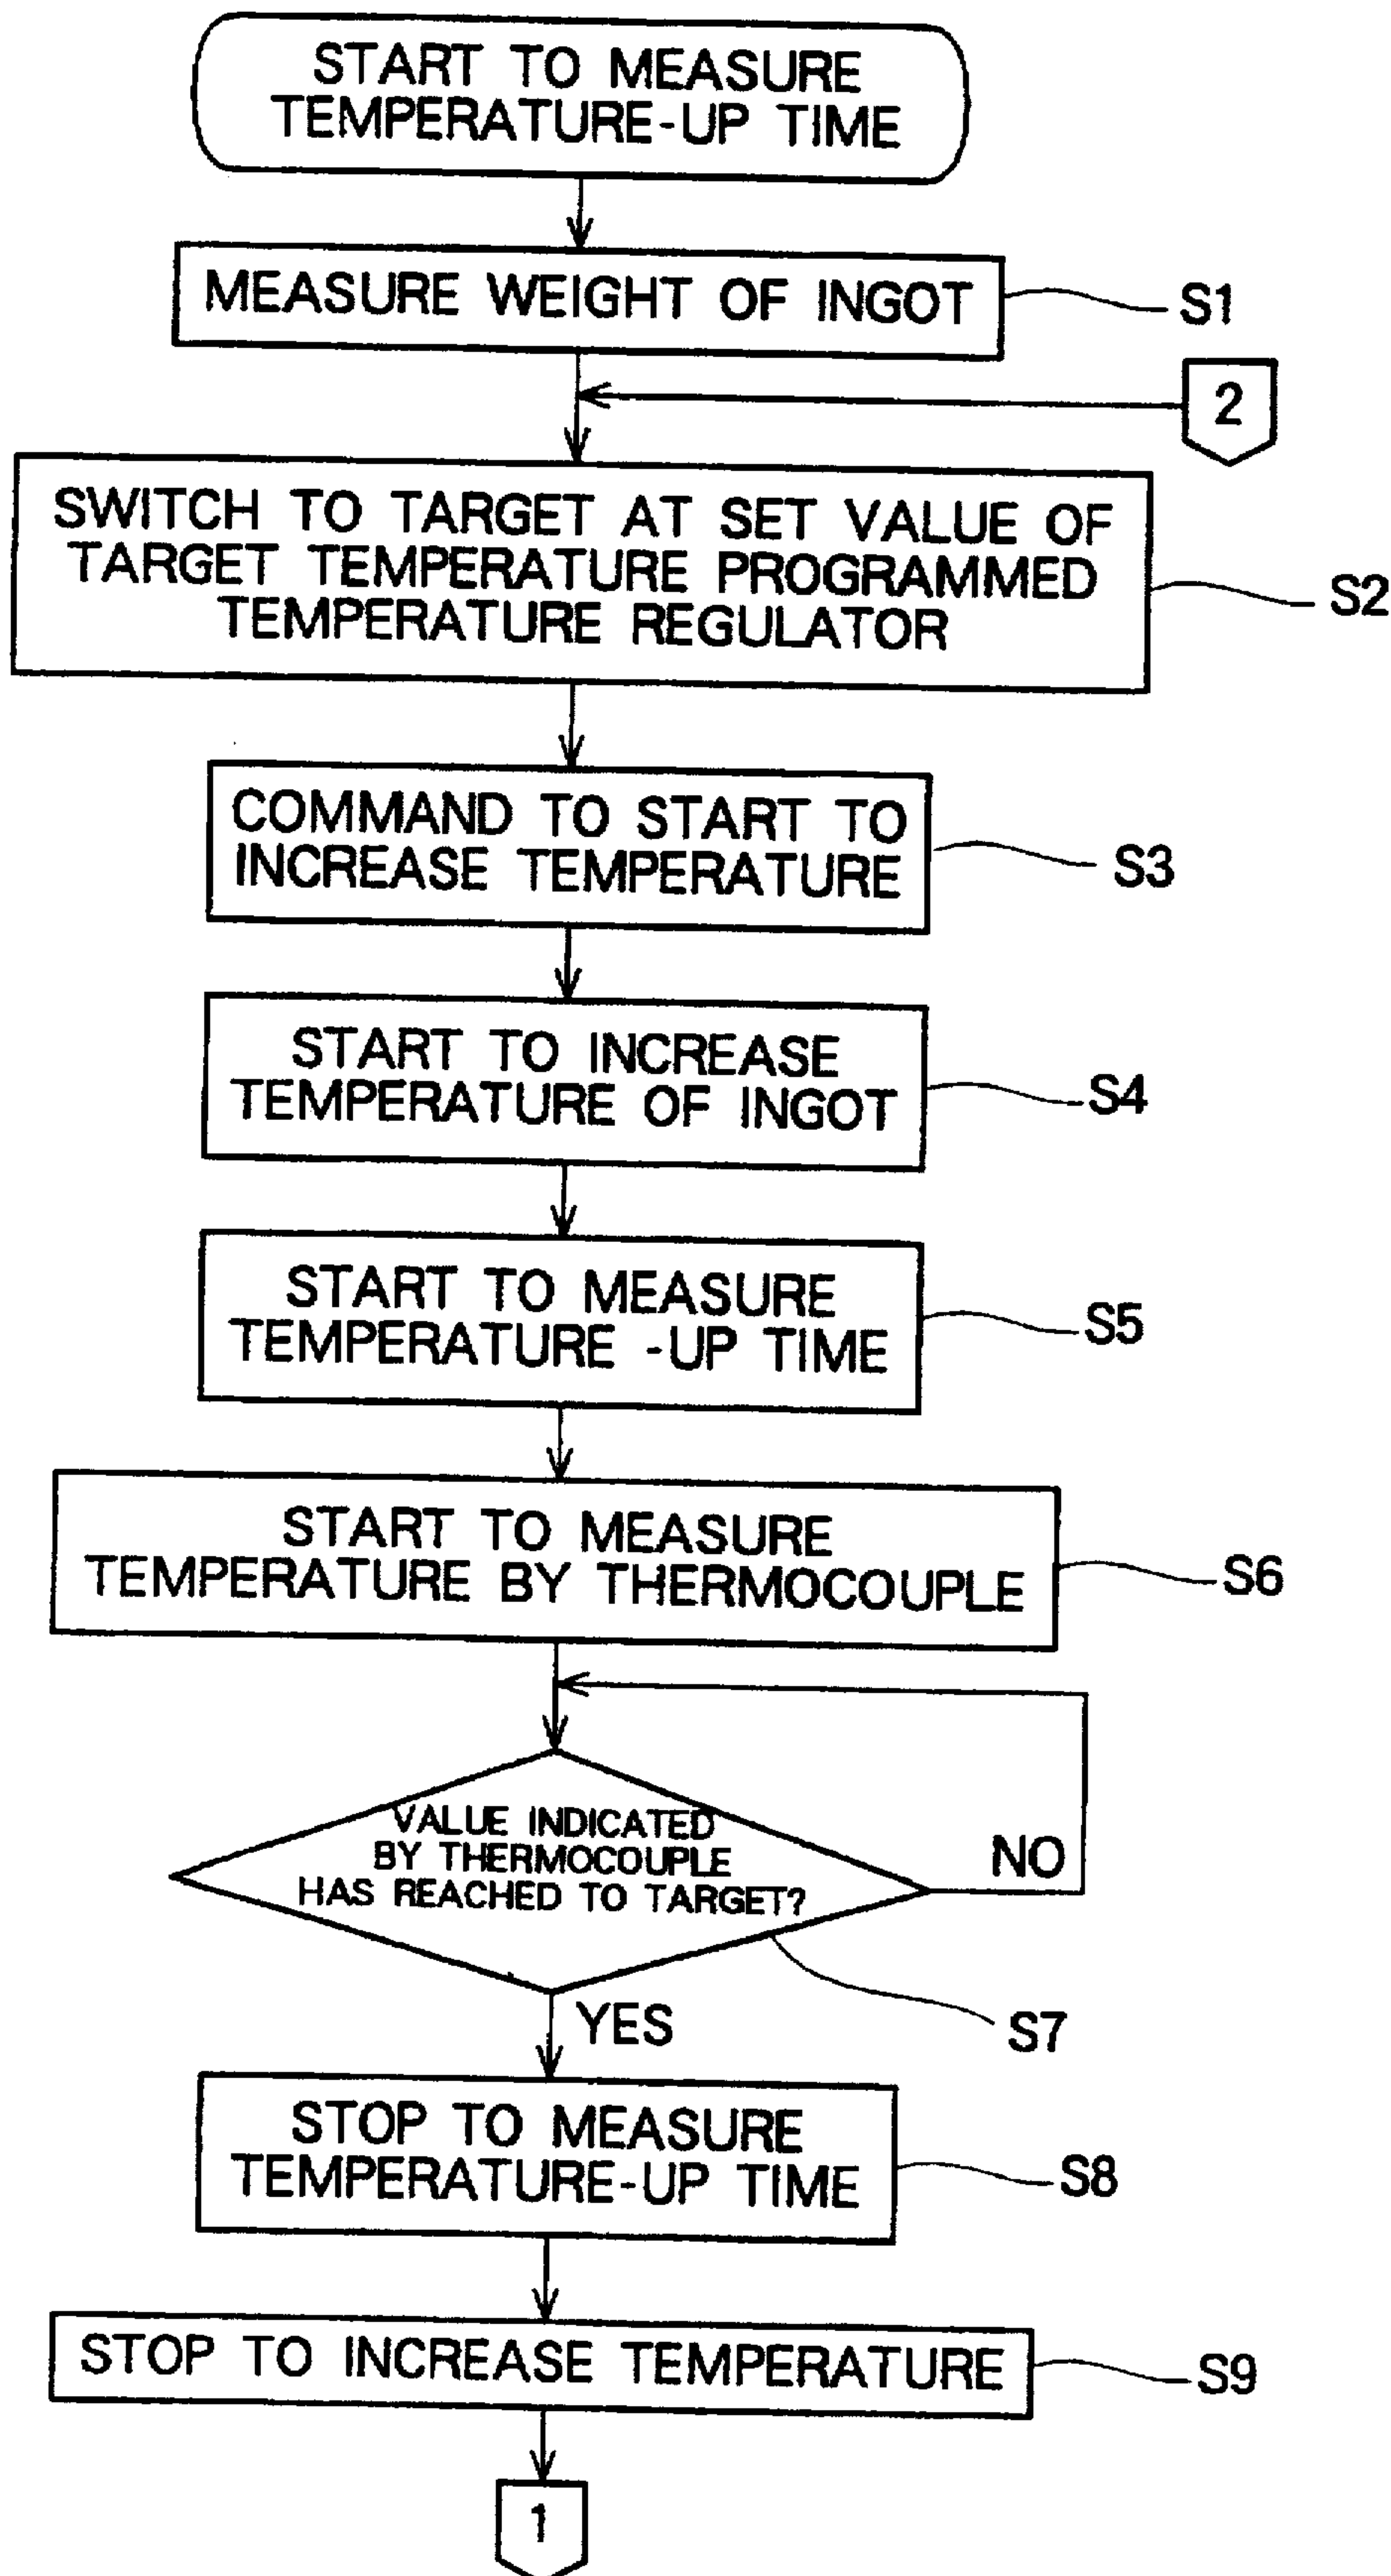 START TO MEASURE
TEMPERATURE-UP TIME
MEASURE WEIGHT OF INGOT
S1
2
SWITCH TO TARGET AT SET VALUE OF
TARGET TEMPERATURE PROGRAMMED
TEMPERATURE REGULATOR
S2
COMMAND TO START TO
INCREASE TEMPERATURE
S3
START TO INCREASE
TEMPERATURE OF INGOT
S4
START TO MEASURE
TEMPERATURE -UP TIME
S5
START TO MEASURE
TEMPERATURE BY THERMOCOUPLE
S6
VALUE INDICATED
BY THERMOCOUPLE
HAS REACHED TO TARGET?
NO
S7
YES
STOP TO MEASURE
TEMPERATURE-UP TIME
S8
STOP TO INCREASE TEMPERATURE
S9
1